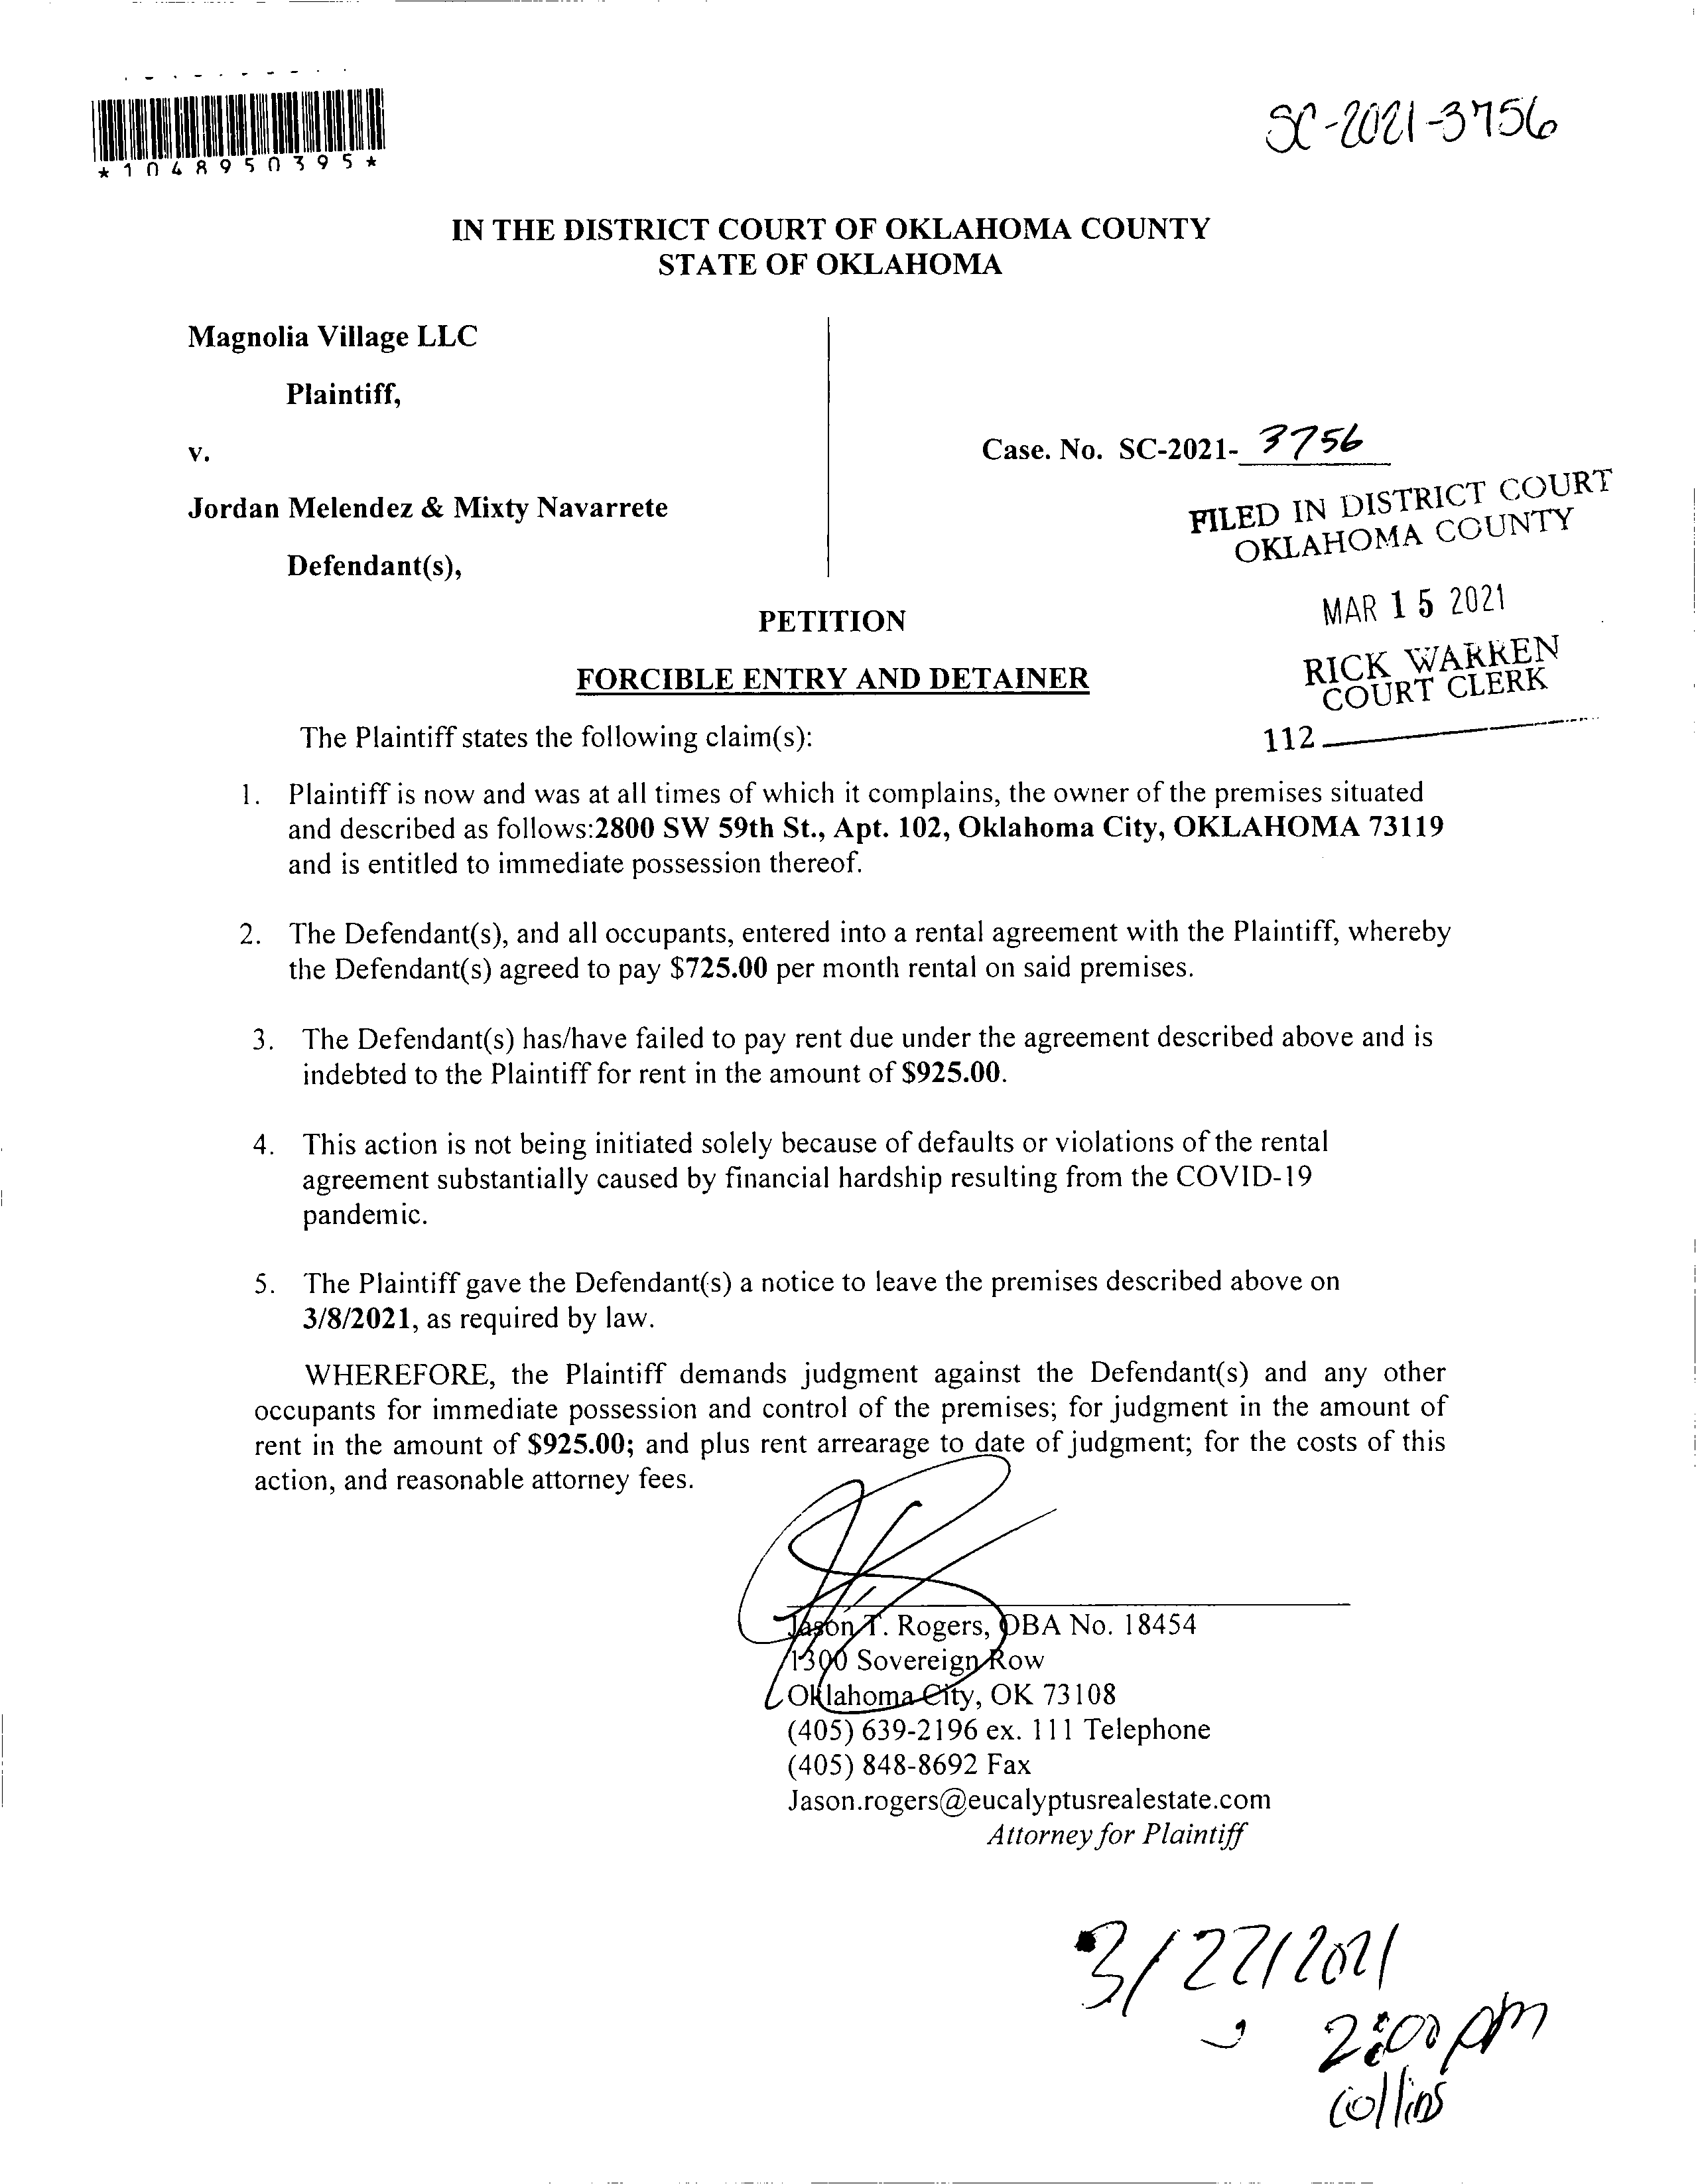 *1048950395*
SC-2021-3756
IN THE DISTRICT COURT OF OKLAHOMA COUNTY
STATE OF OKLAHOMA
Magnolia Village LLC
Plaintiff,
v.
Case. No. SC-2021- 3756
Jordan Melendez & Mixty Navarrete
Defendant(s),
FILED IN DISTRICT COURT
OKLAHOMA COUNTY
MAR 15 2021
RICK WARREN
COURT CLERK
112
PETITION
FORCIBLE ENTRY AND DETAINER
The Plaintiff states the following claim(s):
1. Plaintiff is now and was at all times of which it complains, the owner of the premises situated
and described as follows:2800 SW 59th St., Apt. 102, Oklahoma City, OKLAHOMA 73119
and is entitled to immediate possession thereof.
2. The Defendant(s), and all occupants, entered into a rental agreement with the Plaintiff, whereby
the Defendant(s) agreed to pay $725.00 per month rental on said premises.
3. The Defendant(s) has/have failed to pay rent due under the agreement described above and is
indebted to the Plaintiff for rent in the amount of $925.00.
4. This action is not being initiated solely because of defaults or violations of the rental
agreement substantially caused by financial hardship resulting from the COVID-19
pandemic.
5. The Plaintiff gave the Defendant(s) a notice to leave the premises described above on
3/8/2021, as required by law.
WHEREFORE, the Plaintiff demands judgment against the Defendant(s) and any other
occupants for immediate possession and control of the premises; for judgment in the amount of
rent in the amount of $925.00; and plus rent arrearage to date of judgment; for the costs of this
action, and reasonable attorney fees.
Jason T. Rogers, OBA No. 18454
1300 Sovereign Row
Oklahoma City, OK 73108
(405) 639-2196 ex. 111 Telephone
(405) 848-8692 Fax
Jason.rogers@eucalyptusrealestate.com
Attorney for Plaintiff
3/22/2021
2:00 pm
Collins